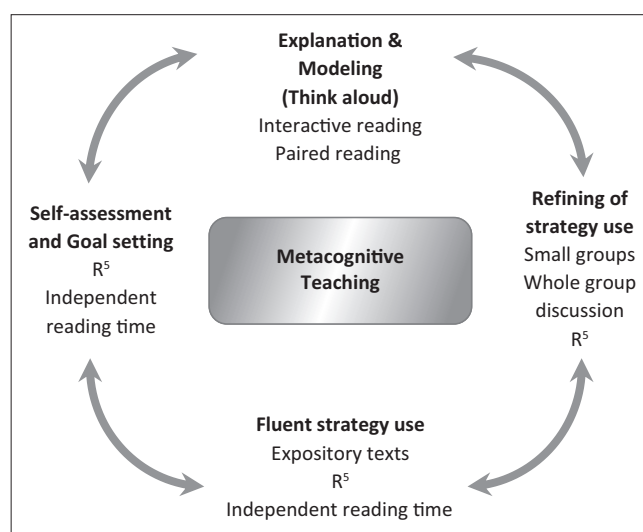 Explanation &
Modeling
(Think aloud)
Interactive reading
Paired reading
Self-assessment
and Goal setting
R⁵
Independent
reading time
Metacognitive
Teaching
Refining of
strategy use
Small groups
Whole group
discussion
R⁵
Fluent strategy use
Expository texts
R⁵
Independent reading time